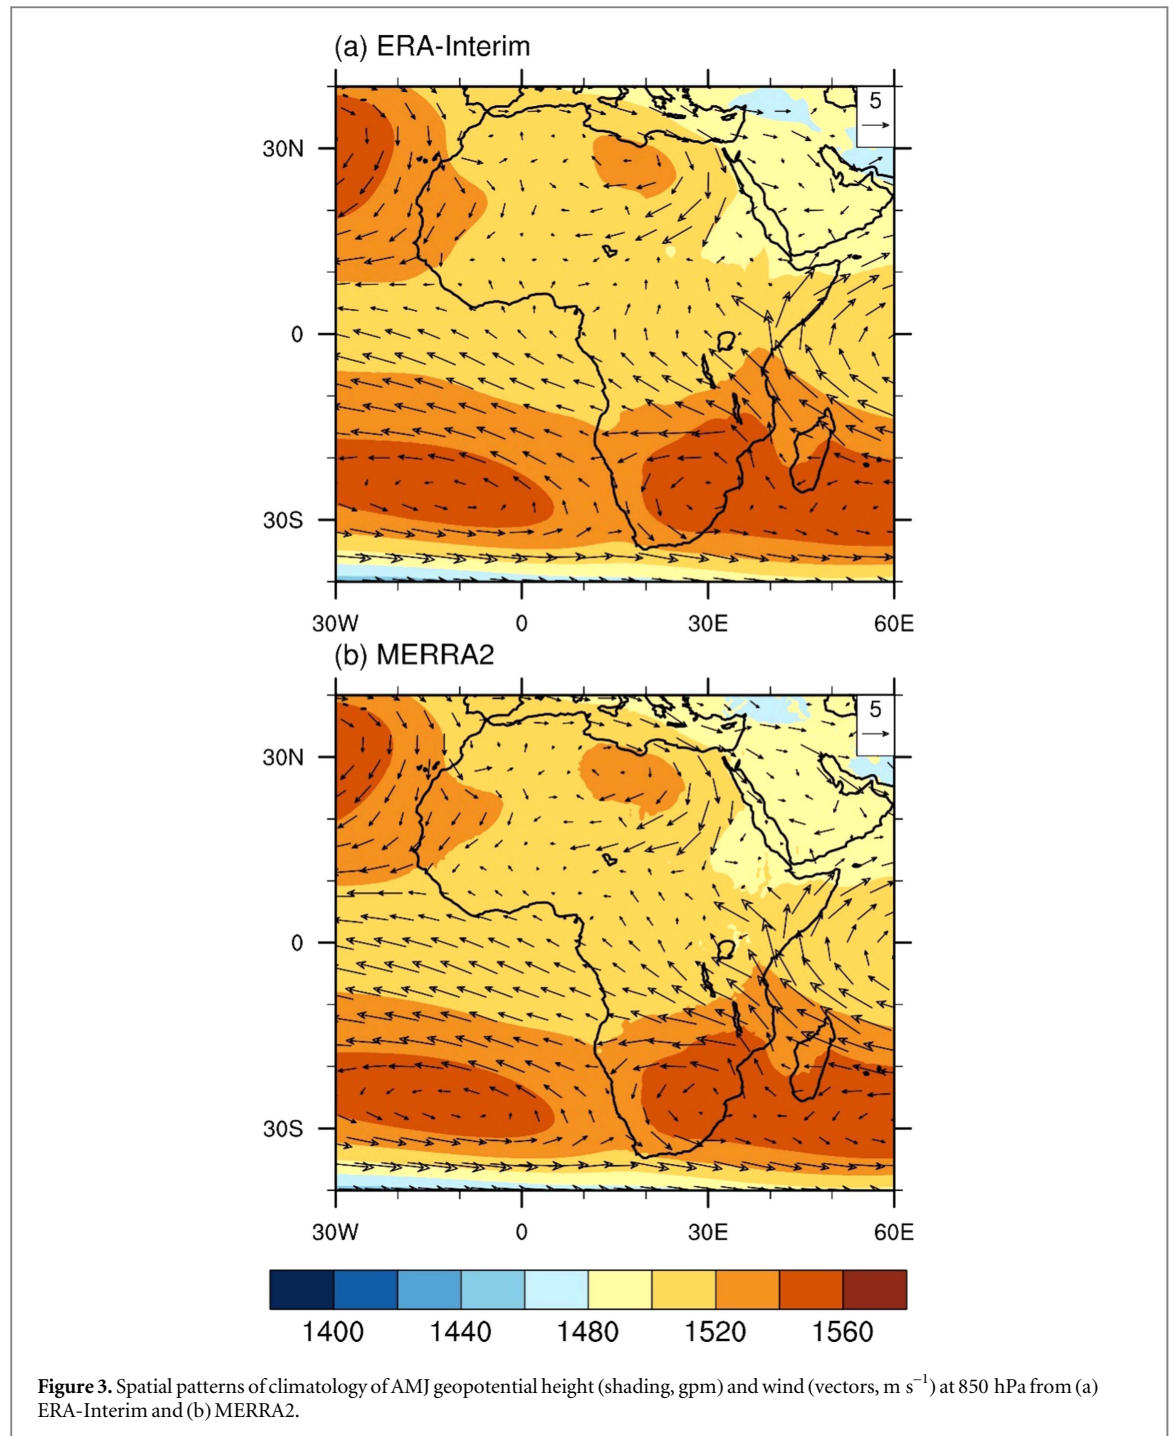 (a) ERA-Interim
5
30N
0
30S
30W 0 30E 60E
(b) MERRA2
5
30N
0
30S
30W 0 30E 60E
1400 1440 1480 1520 1560
Figure 3. Spatial patterns of climatology of AMJ geopotential height (shading, gpm) and wind (vectors, m s⁻¹) at 850 hPa from (a)
ERA-Interim and (b) MERRA2.